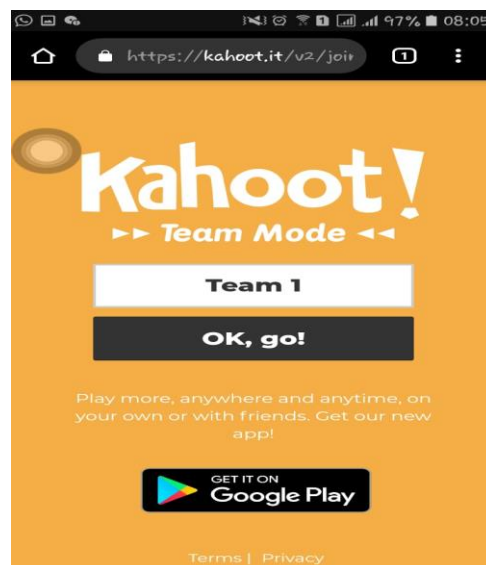 1 97% 08:05
https://kahoot.it/v2/joi 1
Kahoot!
Team Mode
Team 1
OK, go!
Play more, anywhere and anytime, on
your own or with friends. Get our new
app!
GET IT ON
Google Play
Terms | Privacy